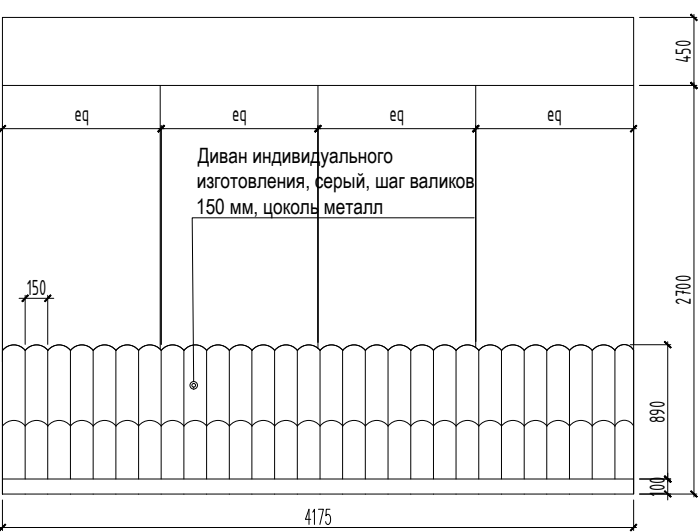 450
eq eq eq eq
Диван индивидуального
изготовления, серый, шаг валиков
150 мм, цоколь металл
150
2700
890
100
4175